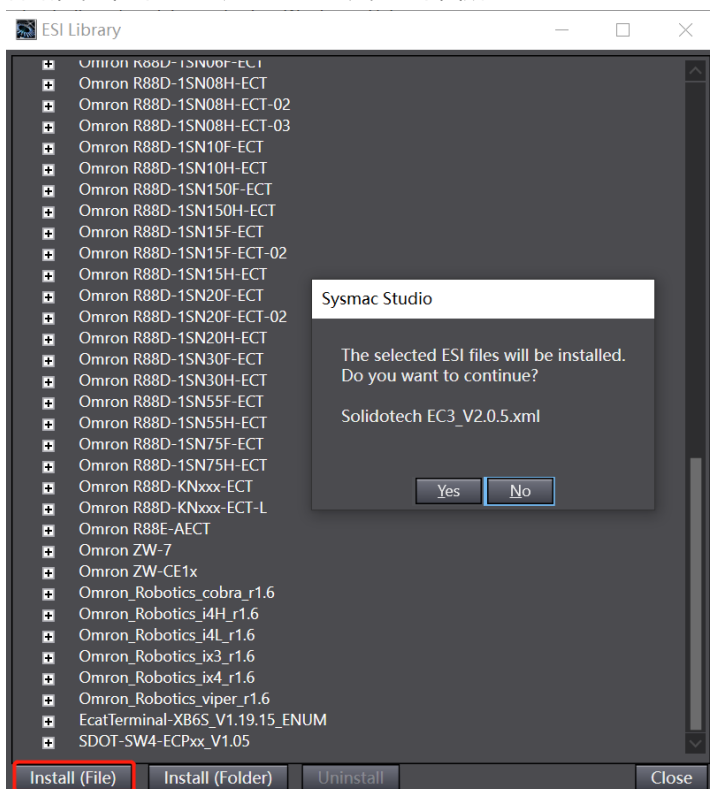 ESI Library
Omron R88D-1SN06F-ECT
Omron R88D-1SN08H-ECT
Omron R88D-1SN08H-ECT-02
Omron R88D-1SN08H-ECT-03
Omron R88D-1SN10F-ECT
Omron R88D-1SN10H-ECT
Omron R88D-1SN150F-ECT
Omron R88D-1SN150H-ECT
Omron R88D-1SN15F-ECT
Omron R88D-1SN15F-ECT-02
Omron R88D-1SN15H-ECT
Omron R88D-1SN20F-ECT
Omron R88D-1SN20F-ECT-02
Omron R88D-1SN20H-ECT
Omron R88D-1SN30F-ECT
Omron R88D-1SN30H-ECT
Omron R88D-1SN55F-ECT
Omron R88D-1SN55H-ECT
Omron R88D-1SN75F-ECT
Omron R88D-1SN75H-ECT
Omron R88D-KNxxx-ECT
Omron R88D-KNxxx-ECT-L
Omron R88E-AECT
Omron ZW-7
Omron ZW-CE1x
Omron_Robotics_cobra_r1.6
Omron_Robotics_i4H_r1.6
Omron_Robotics_i4L_r1.6
Omron_Robotics_ix3_r1.6
Omron_Robotics_ix4_r1.6
Omron_Robotics_viper_r1.6
EcatTerminal-XB6S_V1.19.15_ENUM
SDOT-SW4-ECPxx_V1.05
Sysmac Studio
The selected ESI files will be installed.
Do you want to continue?
Solidotech EC3_V2.0.5.xml
Yes No
Install (File) Install (Folder) Uninstall Close